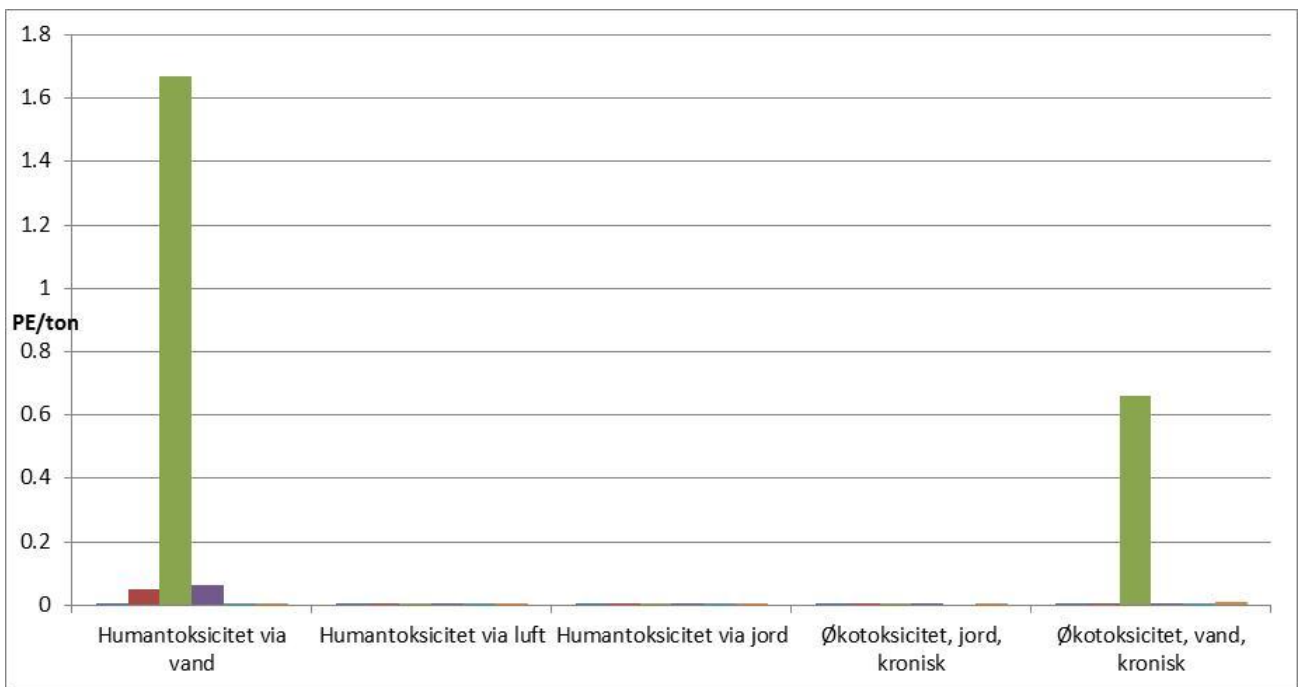 1.8
1.6
1.4
1.2
1
PE/ton
0.8
0.6
0.4
0.2
0
Humantoksicitet via vand
Humantoksicitet via luft
Humantoksicitet via jord
Økotoksicitet, jord, kronisk
Økotoksicitet, vand, kronisk